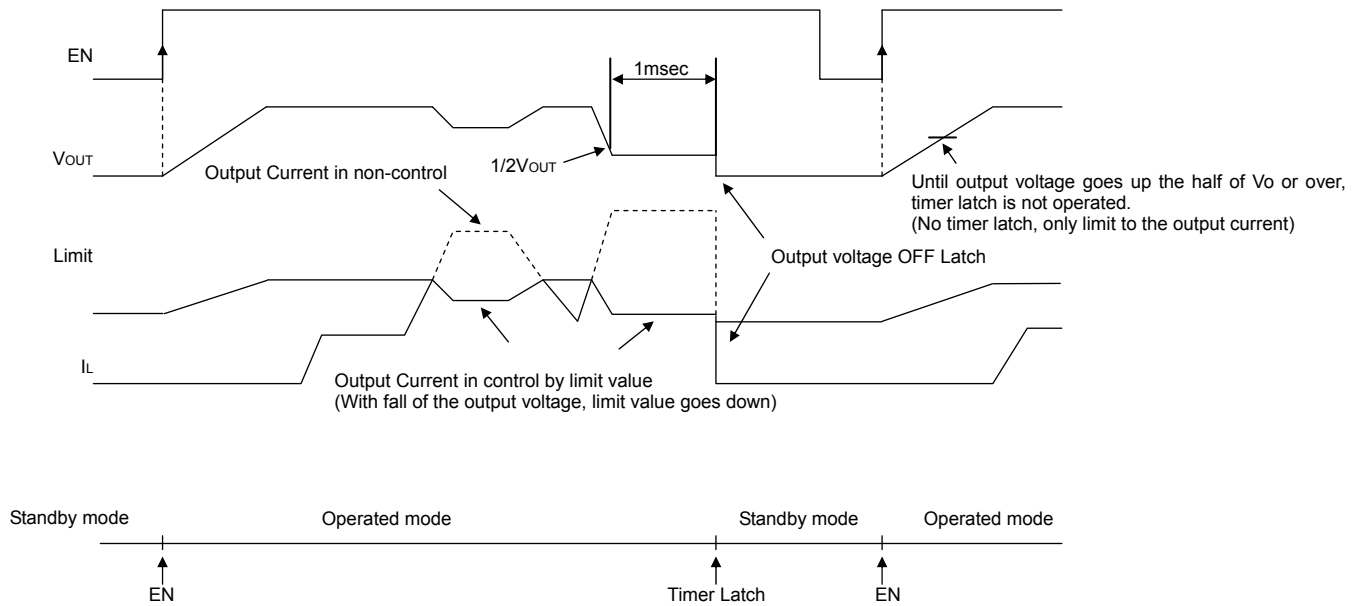 EN
1msec
VOUT
1/2VOUT
Output Current in non-control
Until output voltage goes up the half of Vo or over,
timer latch is not operated.
(No timer latch, only limit to the output current)
Limit
Output voltage OFF Latch
IL
Output Current in control by limit value
(With fall of the output voltage, limit value goes down)
Standby mode
Operated mode
Standby mode
Operated mode
EN
Timer Latch
EN